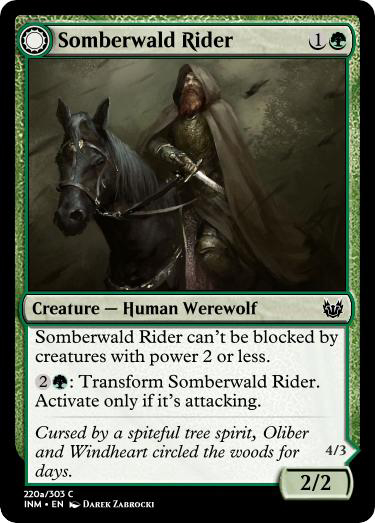 Somberwald Rider 1
Creature — Human Werewolf
Somberwald Rider can't be blocked by
creatures with power 2 or less.
2 : Transform Somberwald Rider.
Activate only if it's attacking.
Cursed by a spiteful tree spirit, Oliber
and Windheart circled the woods for
days.
4/3
2/2
220a/303 C
INM • EN Darek Zabrocki